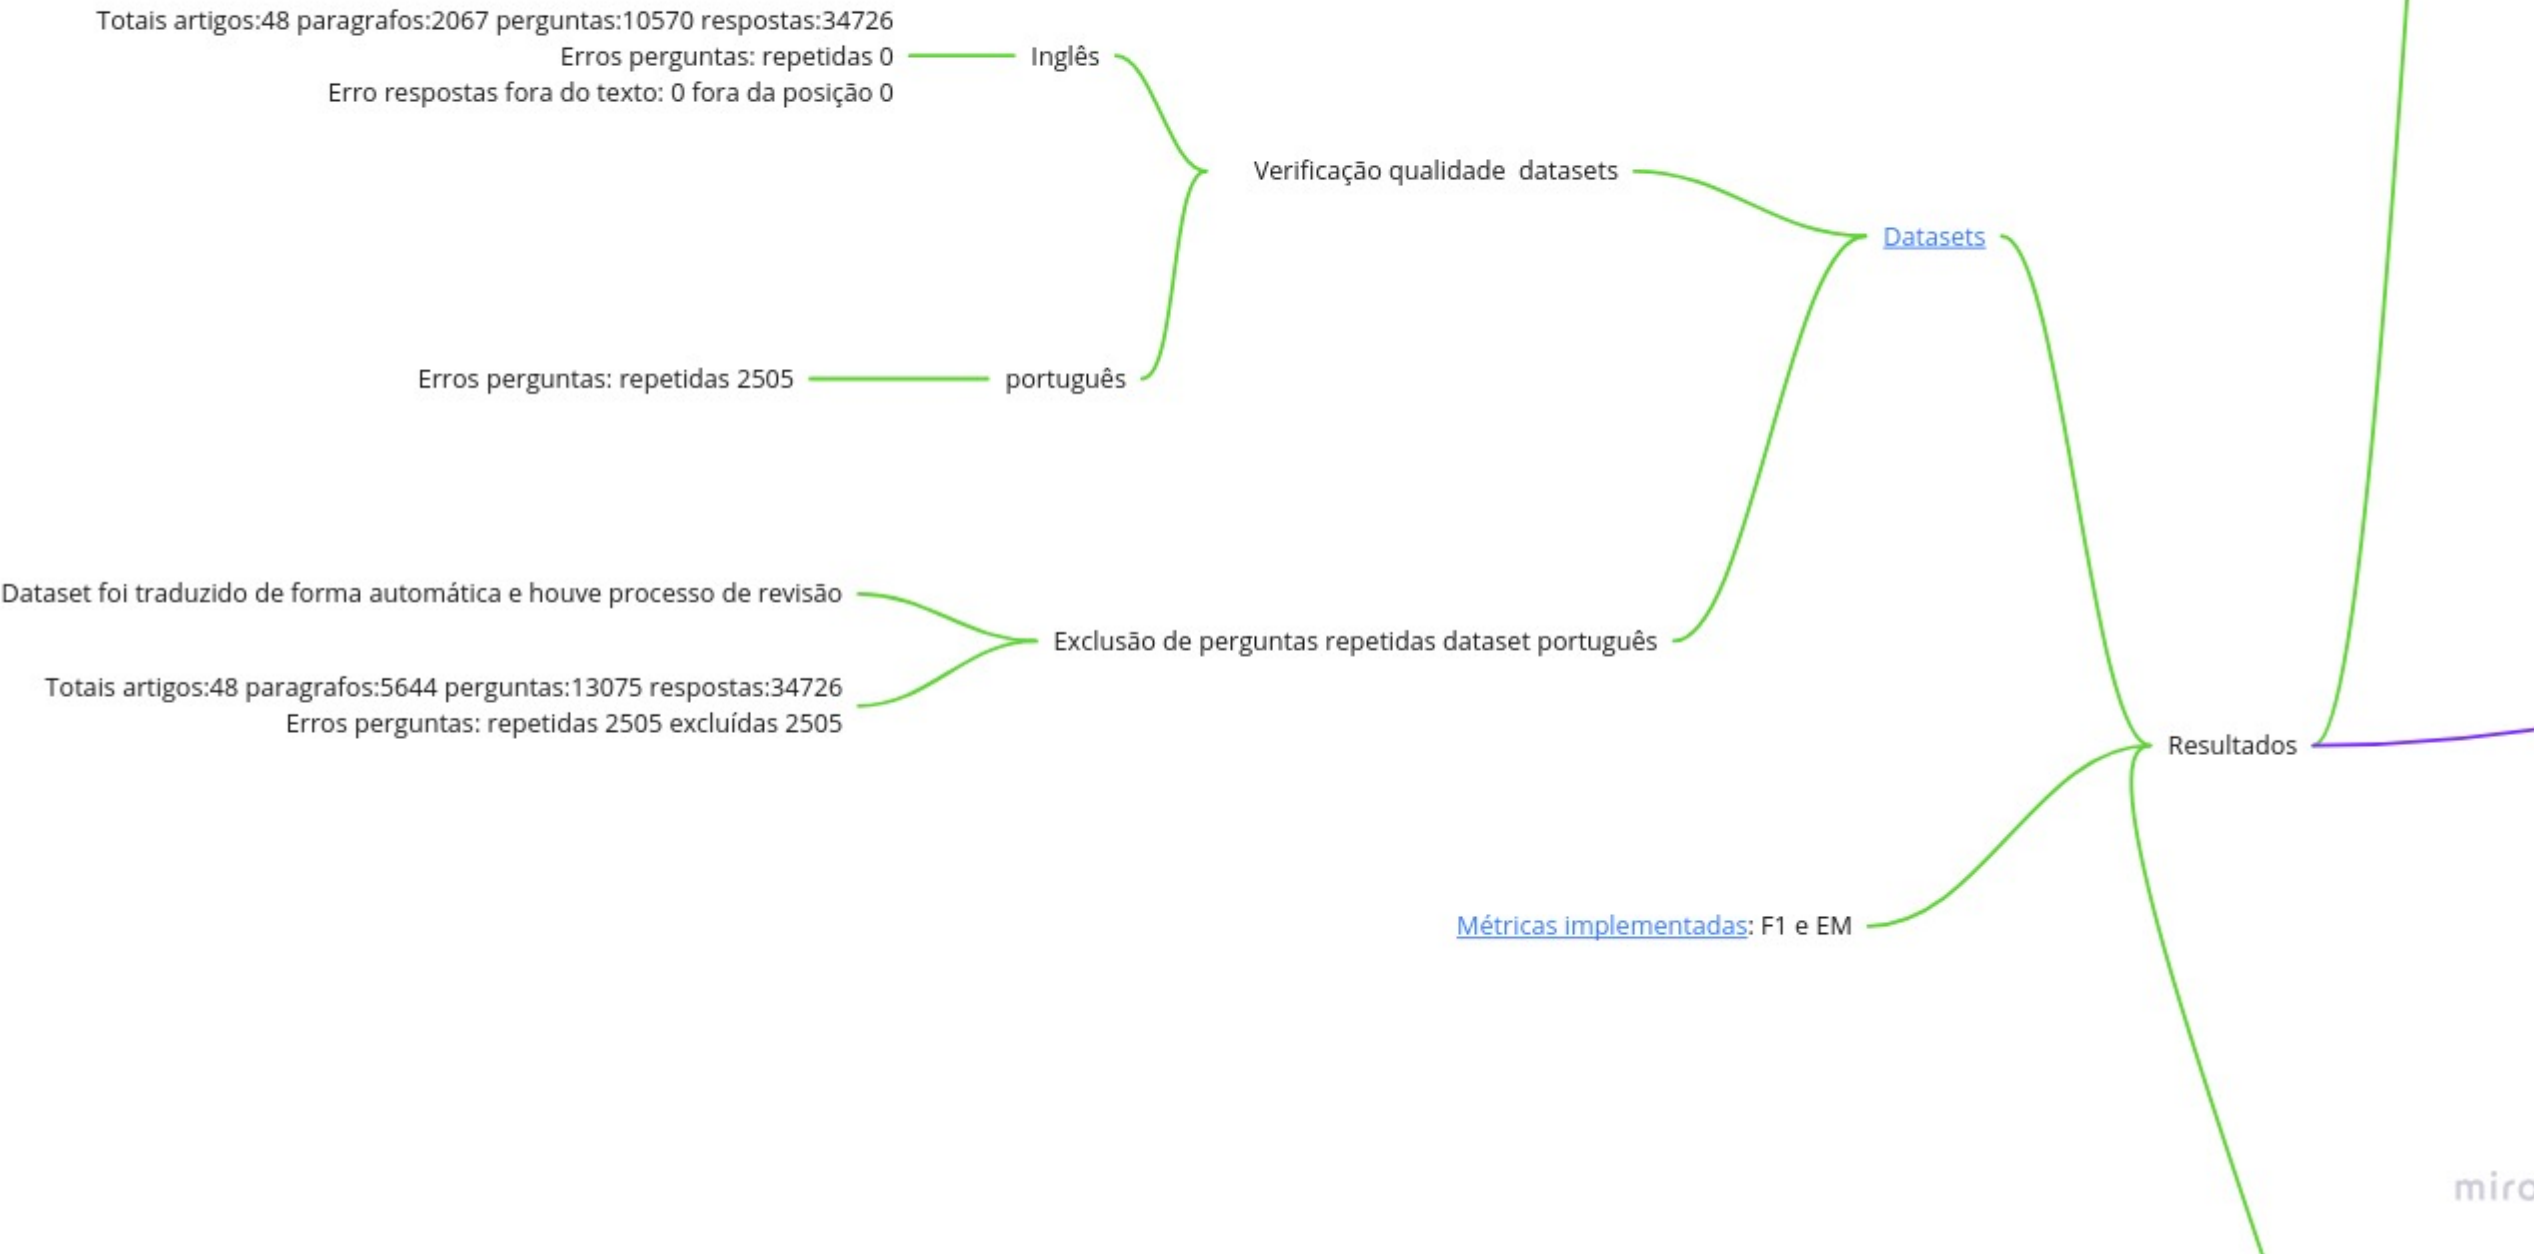 Totais artigos:48 paragrafos:2067 perguntas:10570 respostas:34726
Erros perguntas: repetidas 0
Erro respostas fora do texto: 0 fora da posição 0
Inglês
Verificação qualidade  datasets
Datasets
Erros perguntas: repetidas 2505
português
Dataset foi traduzido de forma automática e houve processo de revisão
Exclusão de perguntas repetidas dataset português
Totais artigos:48 paragrafos:5644 perguntas:13075 respostas:34726
Erros perguntas: repetidas 2505 excluídas 2505
Resultados
Métricas implementadas: F1 e EM
miro